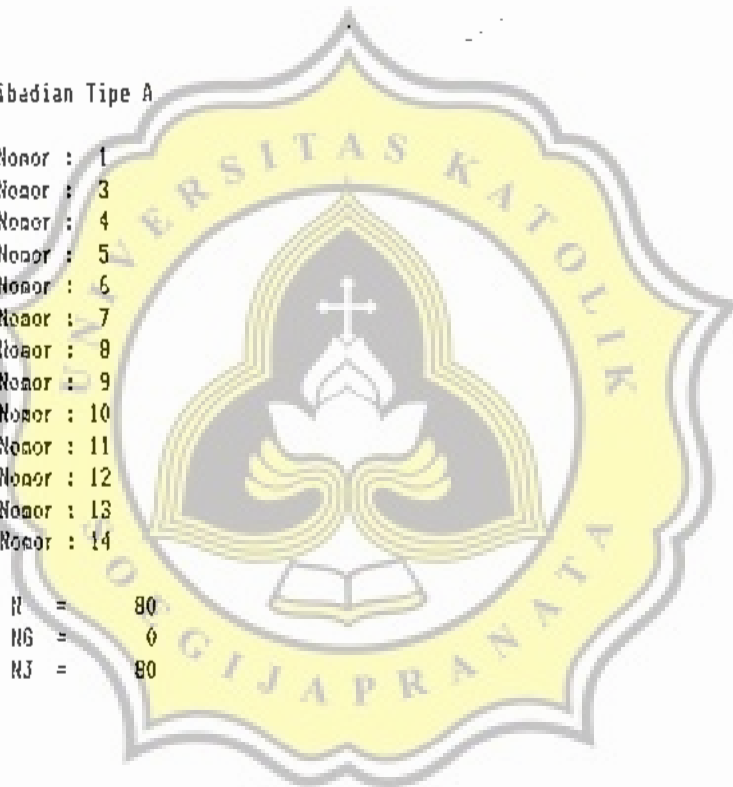 ibadian Tipe A
Nomor : 1
Nomor : 3
Nomor : 4
Nomor : 5
Nomor : 6
Nomor : 7
Nomor : 8
Nomor : 9
Nomor : 10
Nomor : 11
Nomor : 12
Nomor : 13
Nomor : 14
N = 80
NG = 0
NJ = 80
UNIVERSITAS KATOLIK
SOEGIJAPRANATA